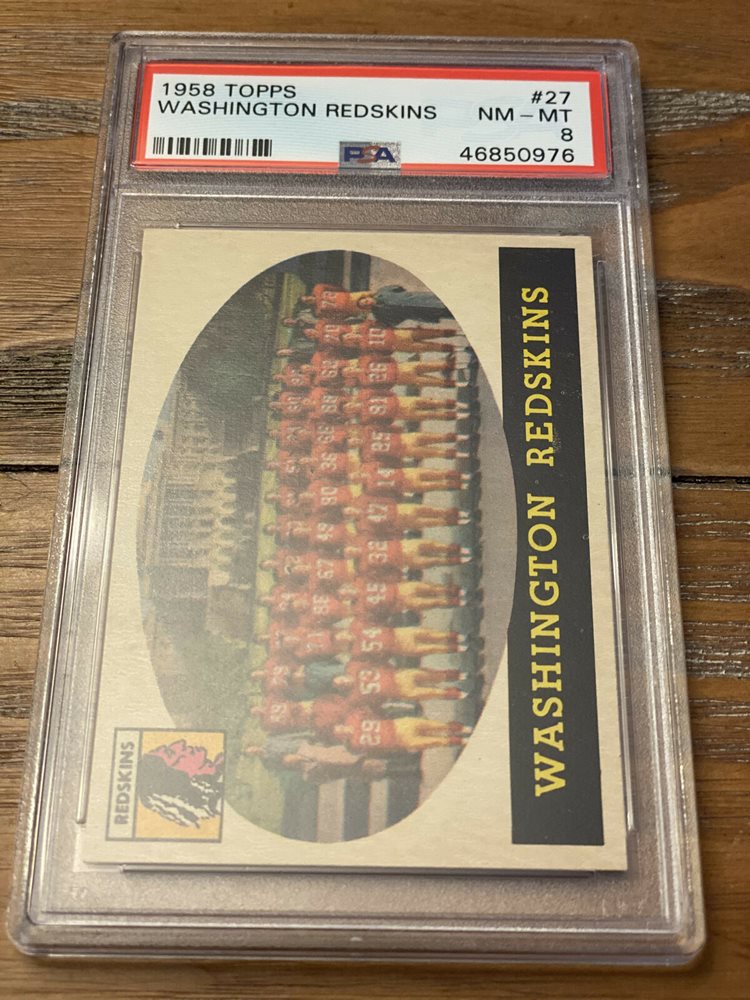 1958 TOPPS #27
WASHINGTON REDSKINS NM – MT
8
PSA 46850976
REDSKINS
WASHINGTON REDSKINS